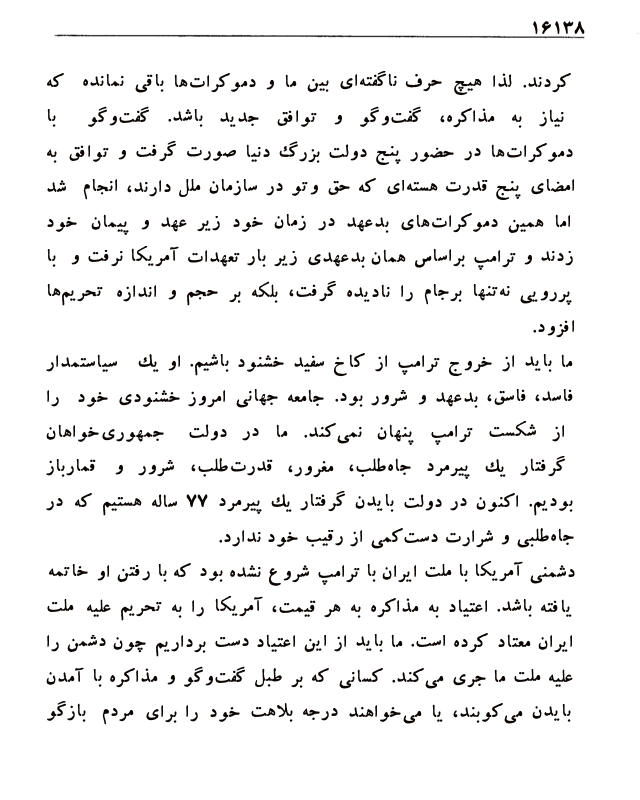 ۱۶۱۳۸
کردند. لذا هیچ حرف ناگفته‌ای بین ما و دموکرات‌ها باقی نمانده که
نیاز به مذاکره، گفت‌وگو و توافق جدید باشد. گفت‌وگو با
دموکرات‌ها در حضور پنج دولت بزرگ دنیا صورت گرفت و توافق به
امضای پنج قدرت هسته‌ای که حق وتو در سازمان ملل دارند، انجام شد
اما همین دموکرات‌های بدعهد در زمان خود زیر عهد و پیمان خود
زدند و ترامپ براساس همان بدعهدی زیر بار تعهدات آمریکا نرفت و با
پررویی نه‌تنها برجام را نادیده گرفت، بلکه بر حجم و اندازه تحریم‌ها
افزود.
ما باید از خروج ترامپ از کاخ سفید خشنود باشیم. او یك سیاستمدار
فاسد، فاسق، بدعهد و شرور بود. جامعه جهانی امروز خشنودی خود را
از شکست ترامپ پنهان نمی‌کند. ما در دولت جمهوری‌خواهان
گرفتار یك پیرمرد جاه‌طلب، مغرور، قدرت‌طلب، شرور و قمارباز
بودیم. اکنون در دولت بایدن گرفتار یك پیرمرد ۷۷ ساله هستیم که در
جاه‌طلبی و شرارت دست‌کمی از رقیب خود ندارد.
دشمنی آمریکا با ملت ایران با ترامپ شروع نشده بود که با رفتن او خاتمه
یافته باشد. اعتیاد به مذاکره به هر قیمت، آمریکا را به تحریم علیه ملت
ایران معتاد کرده است. ما باید از این اعتیاد دست برداریم چون دشمن را
علیه ملت ما جری می‌کند. کسانی که بر طبل گفت‌وگو و مذاکره با آمدن
بایدن می‌کوبند، یا می‌خواهند درجه بلاهت خود را برای مردم بازگو